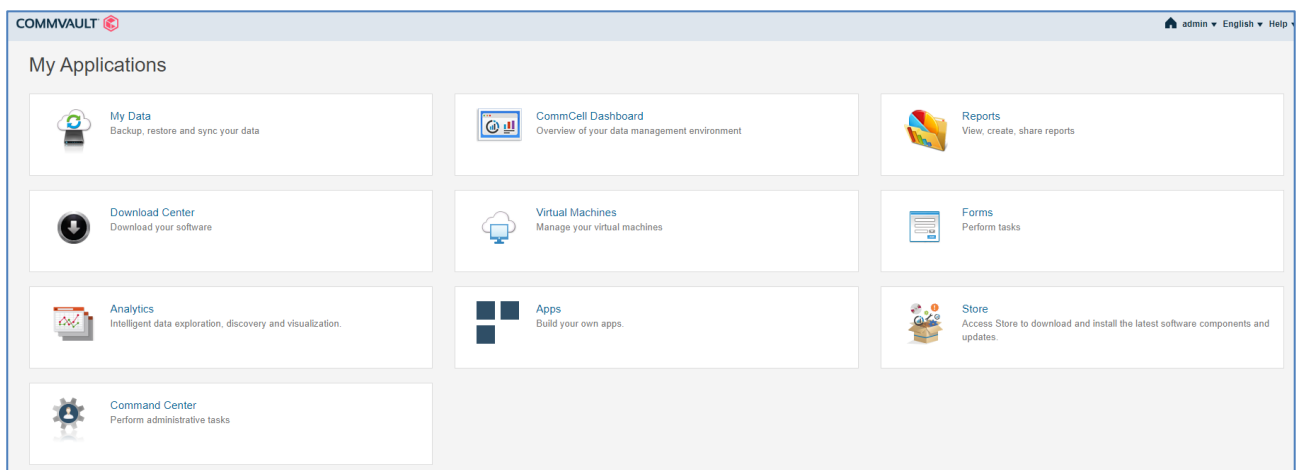 COMMVAULT
admin English Help
My Applications
My Data
Backup, restore and sync your data
CommCell Dashboard
Overview of your data management environment
Reports
View, create, share reports
Download Center
Download your software
Virtual Machines
Manage your virtual machines
Forms
Perform tasks
Analytics
Intelligent data exploration, discovery and visualization.
Apps
Build your own apps.
Store
Access Store to download and install the latest software components and
updates.
Command Center
Perform administrative tasks